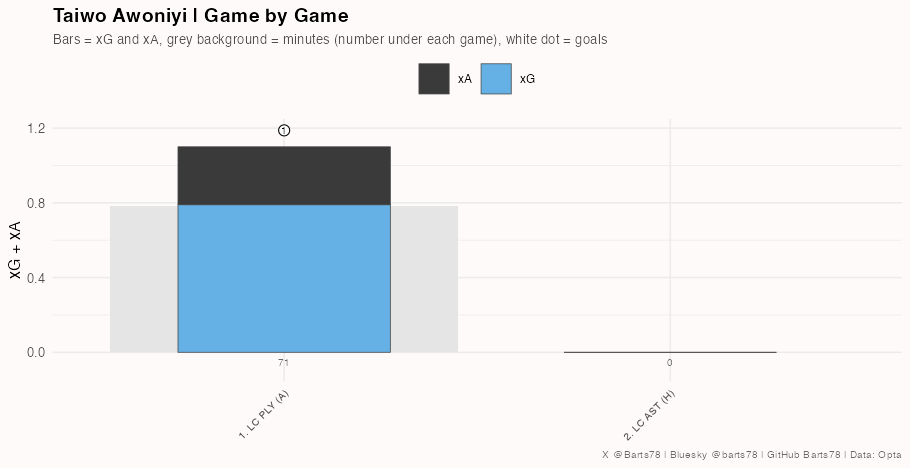 Taiwo Awoniyi | Game by Game
Bars = xG and xA, grey background = minutes (number under each game), white dot = goals
xA xG
1.2
0.8
0.4
0.0
xG + xA
1
71
0
1. LC PLY (A)
2. LC AST (H)
X @Barts78 | Bluesky @barts78 | GitHub Barts78 | Data: Opta